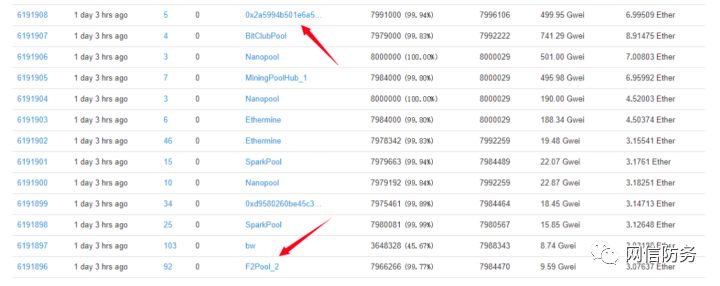 6191908 1 day 3 hrs ago 5 0 0x2a5994b501e6a5... 7991000 (99.94%) 7996106 499.95 Gwei 6.99509 Ether
6191907 1 day 3 hrs ago 4 0 BitClubPool 7979000 (99.83%) 7992222 741.29 Gwei 8.91475 Ether
6191906 1 day 3 hrs ago 3 0 Nanopool 8000000 (100.00%) 8000029 501.00 Gwei 7.00803 Ether
6191905 1 day 3 hrs ago 7 0 MiningPoolHub_1 7984000 (99.80%) 8000029 495.98 Gwei 6.95992 Ether
6191904 1 day 3 hrs ago 3 0 Nanopool 8000000 (100.00%) 8000029 190.00 Gwei 4.52003 Ether
6191903 1 day 3 hrs ago 6 0 Ethermine 7984000 (99.80%) 8000029 188.34 Gwei 4.50374 Ether
6191902 1 day 3 hrs ago 46 0 Ethermine 7978342 (99.83%) 7992259 19.48 Gwei 3.15541 Ether
6191901 1 day 3 hrs ago 15 0 SparkPool 7979663 (99.94%) 7984489 22.07 Gwei 3.1761 Ether
6191900 1 day 3 hrs ago 10 0 Nanopool 7979192 (99.84%) 7992259 22.87 Gwei 3.18251 Ether
6191899 1 day 3 hrs ago 34 0 0xd9580260be45c3... 7975461 (99.89%) 7984464 18.45 Gwei 3.14713 Ether
6191898 1 day 3 hrs ago 25 0 SparkPool 7980081 (99.99%) 7980567 15.85 Gwei 3.12648 Ether
6191897 1 day 3 hrs ago 103 0 bw 3648328 (45.67%) 7988343 8.74 Gwei Ether
6191896 1 day 3 hrs ago 92 0 F2Pool_2 7966266 (99.77%) 7984470 9.59 Gwei 3.07637 Ether
网信防务